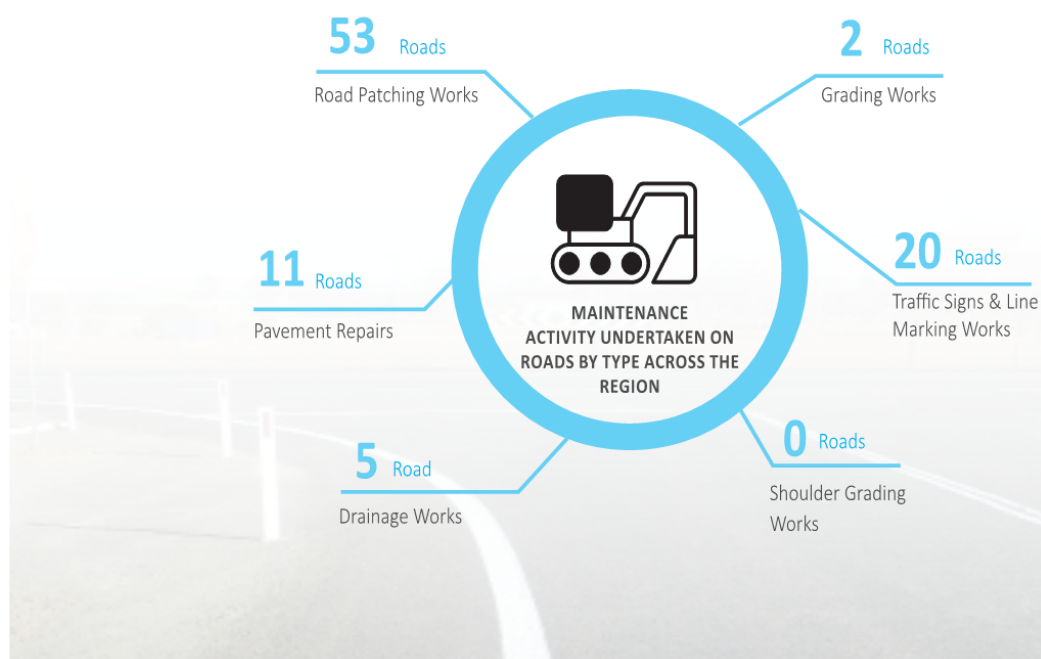 53 Roads
Road Patching Works
2 Roads
Grading Works
11 Roads
Pavement Repairs
20 Roads
Traffic Signs & Line
Marking Works
MAINTENANCE
ACTIVITY UNDERTAKEN ON
ROADS BY TYPE ACROSS THE
REGION
5 Road
Drainage Works
0 Roads
Shoulder Grading
Works